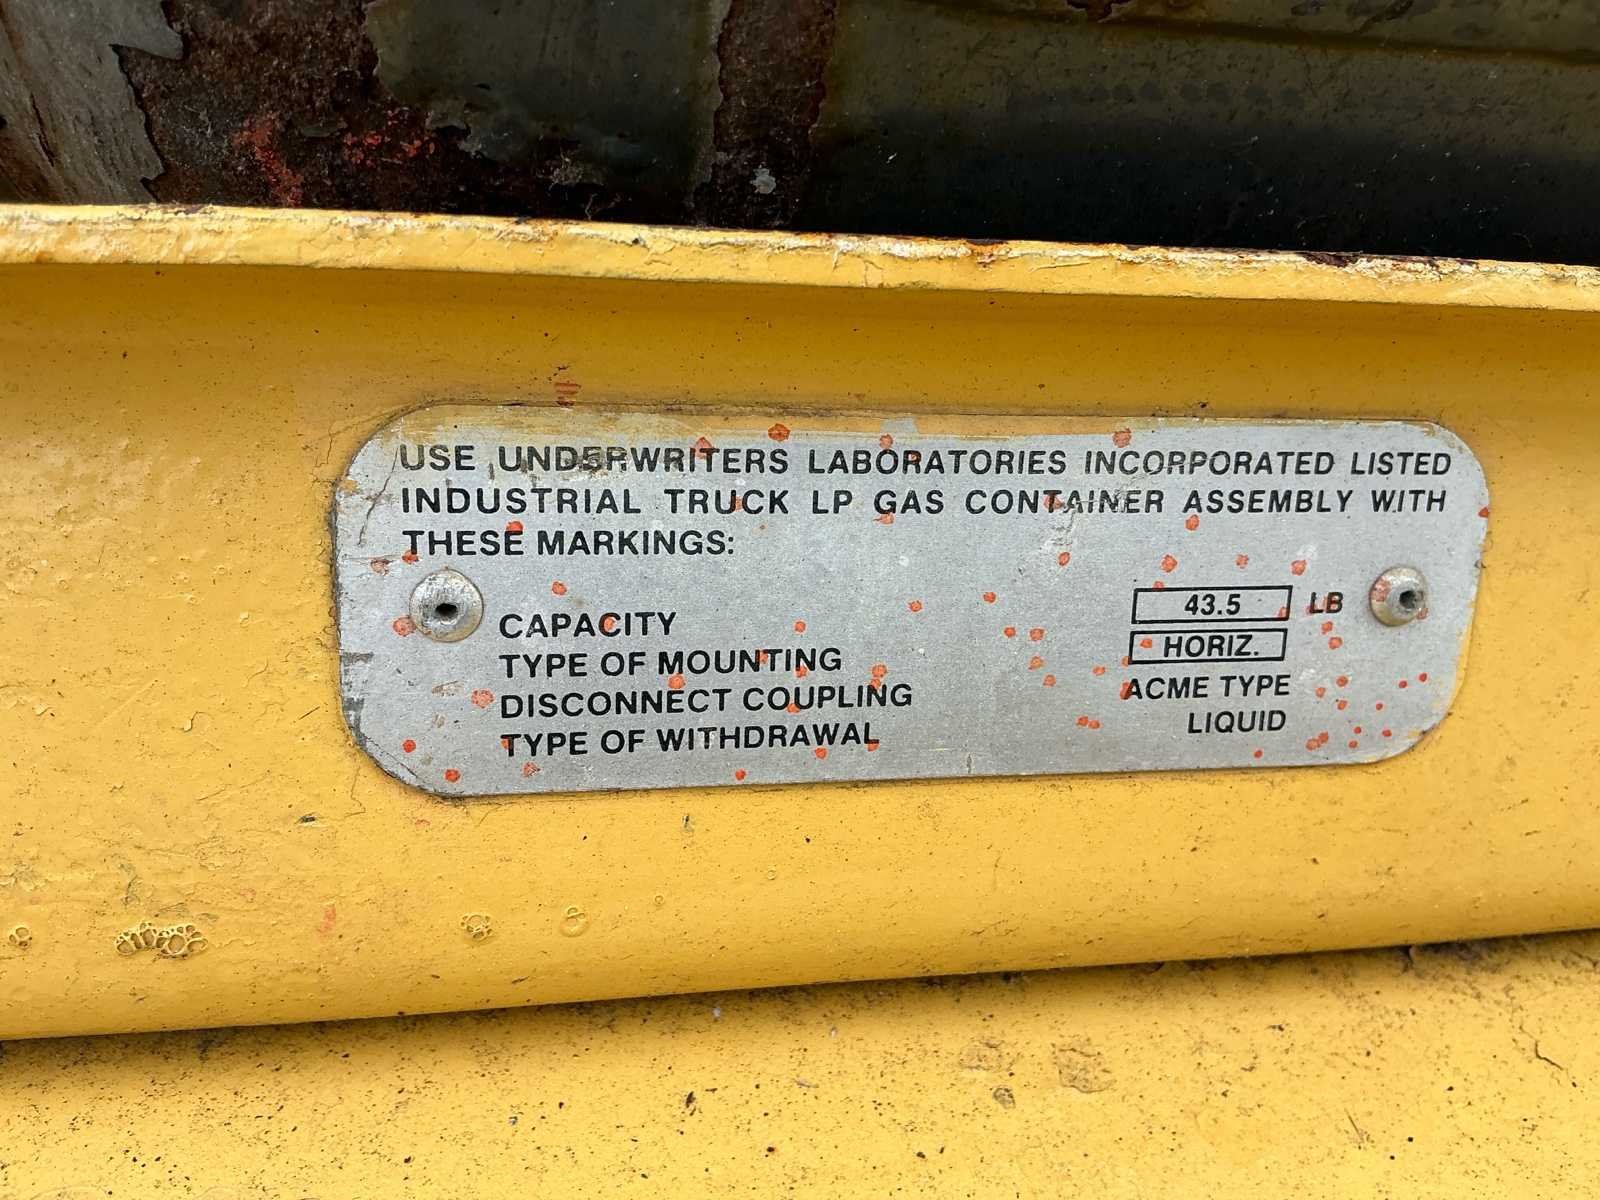 USE UNDERWRITERS LABORATORIES INCORPORATED LISTED
INDUSTRIAL TRUCK LP GAS CONTAINER ASSEMBLY WITH
THESE MARKINGS:
CAPACITY 43.5 LB
TYPE OF MOUNTING HORIZ.
DISCONNECT COUPLING ACME TYPE
TYPE OF WITHDRAWAL LIQUID